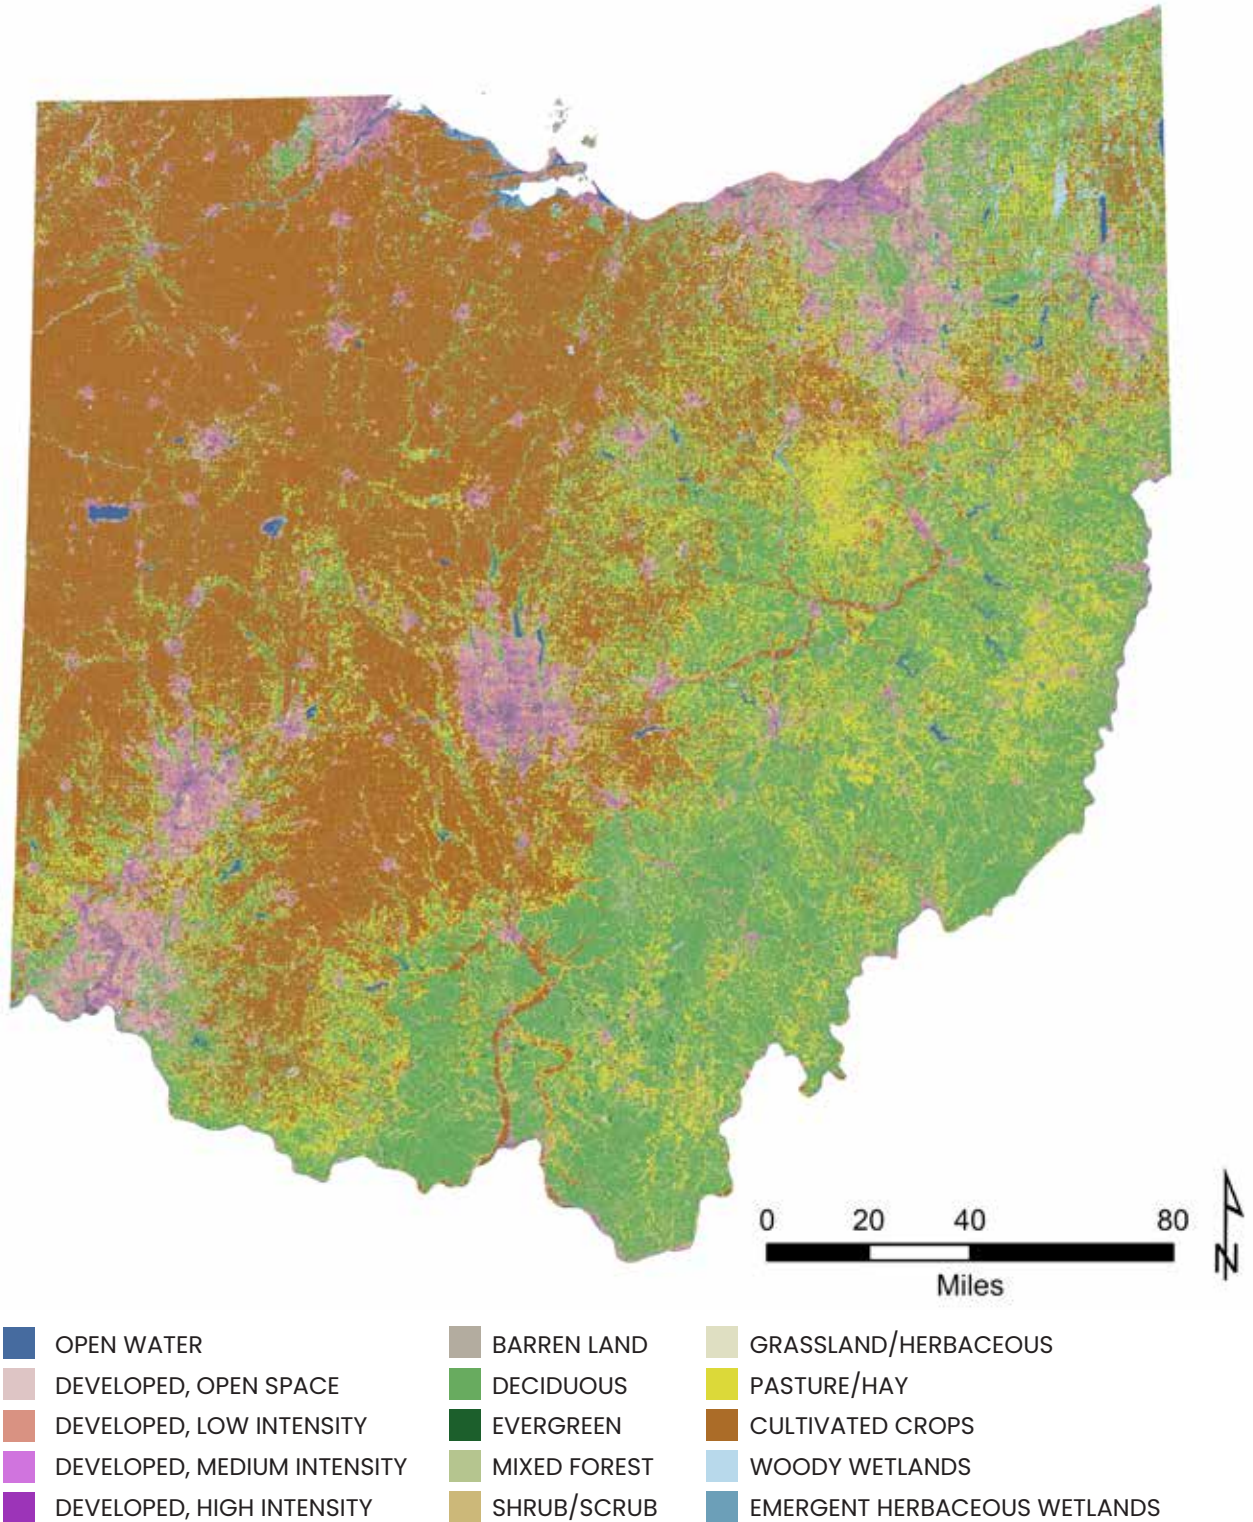 0 20 40 80
Miles
N
OPEN WATER
DEVELOPED, OPEN SPACE
DEVELOPED, LOW INTENSITY
DEVELOPED, MEDIUM INTENSITY
DEVELOPED, HIGH INTENSITY
BARREN LAND
DECIDUOUS
EVERGREEN
MIXED FOREST
SHRUB/SCRUB
GRASSLAND/HERBACEOUS
PASTURE/HAY
CULTIVATED CROPS
WOODY WETLANDS
EMERGENT HERBACEOUS WETLANDS